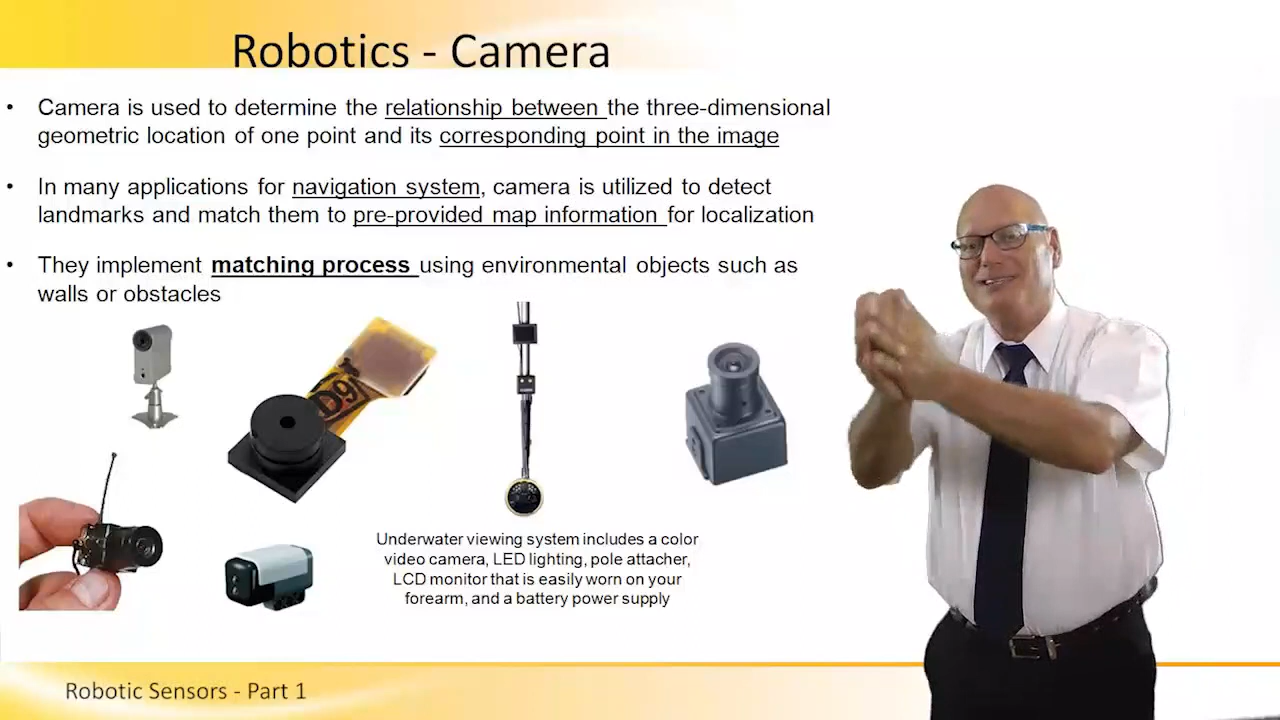 Robotics - Camera
• Camera is used to determine the relationship between the three-dimensional
geometric location of one point and its corresponding point in the image
• In many applications for navigation system, camera is utilized to detect
landmarks and match them to pre-provided map information for localization
• They implement matching process using environmental objects such as
walls or obstacles
D9J
Underwater viewing system includes a color
video camera, LED lighting, pole attacher,
LCD monitor that is easily worn on your
forearm, and a battery power supply
Robotic Sensors - Part 1